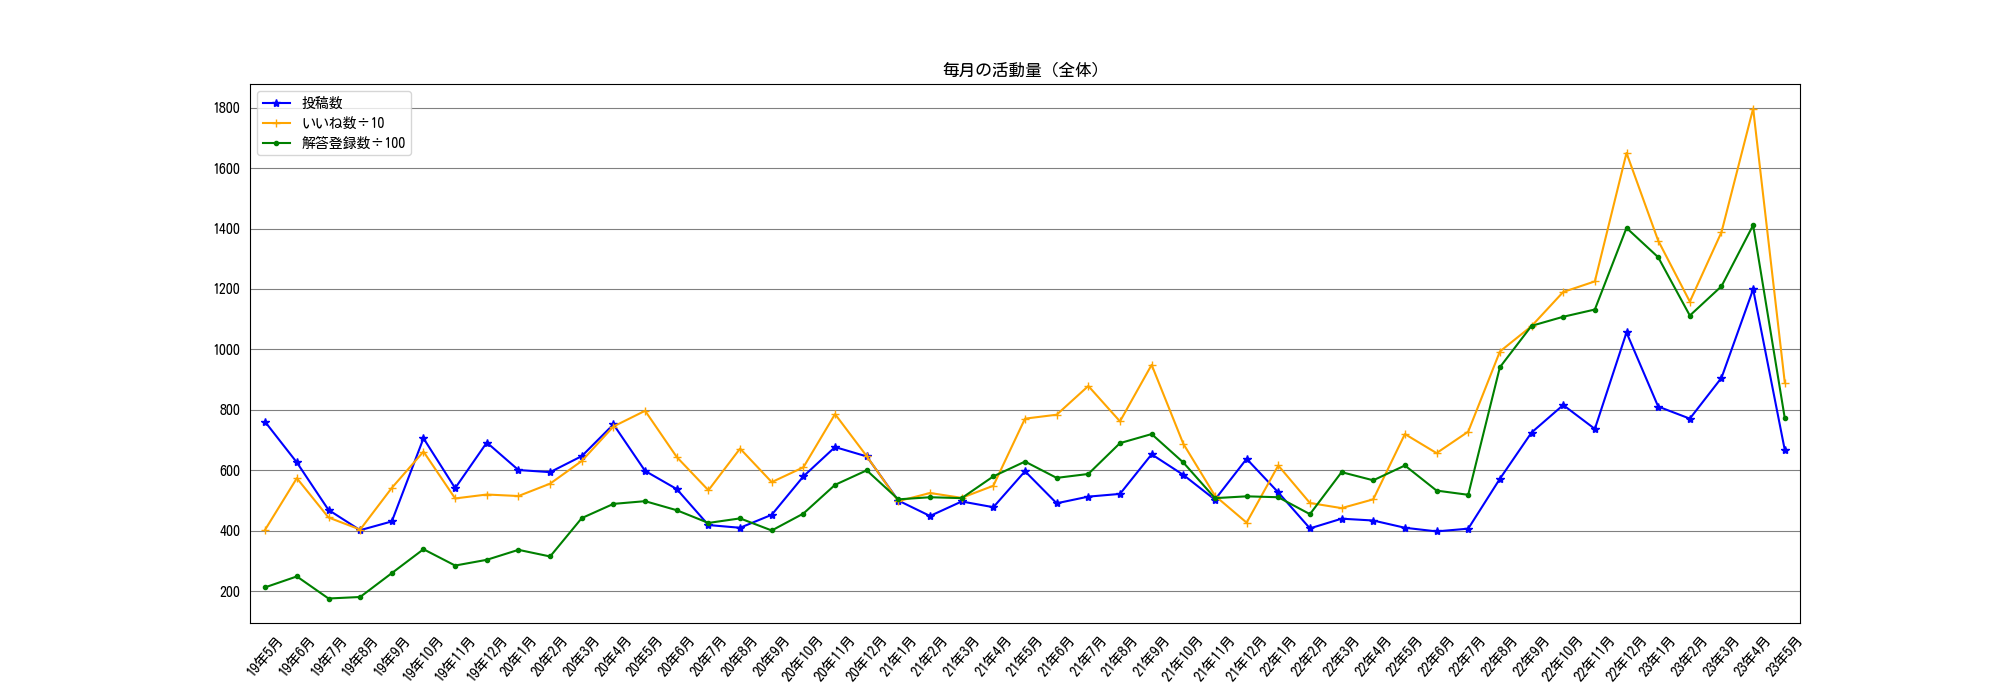 毎月の活動量（全体）
投稿数
いいね数÷10
解答登録数÷100
1800
1600
1400
1200
1000
800
600
400
200
19年5月
19年6月
19年7月
19年8月
19年9月
19年10月
19年11月
19年12月
20年1月
20年2月
20年3月
20年4月
20年5月
20年6月
20年7月
20年8月
20年9月
20年10月
20年11月
20年12月
21年1月
21年2月
21年3月
21年4月
21年5月
21年6月
21年7月
21年8月
21年9月
21年10月
21年11月
21年12月
22年1月
22年2月
22年3月
22年4月
22年5月
22年6月
22年7月
22年8月
22年9月
22年10月
22年11月
22年12月
23年1月
23年2月
23年3月
23年4月
23年5月